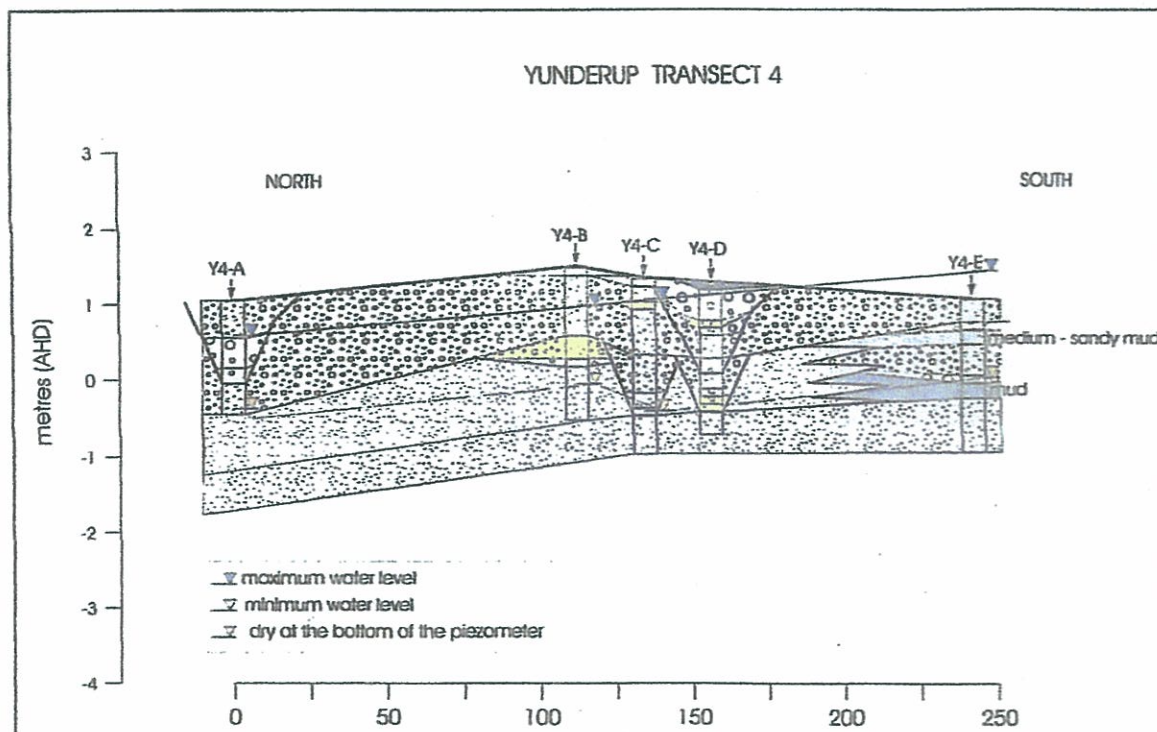 YUNDERUP TRANSECT 4
NORTH
SOUTH
Y4-A
Y4-B
Y4-C
Y4-D
Y4-E
metres (AHD)
3
2
1
0
-1
-2
-3
-4
medium - sandy mud
mud
maximum water level
minimum water level
dry at the bottom of the piezometer
0
50
100
150
200
250